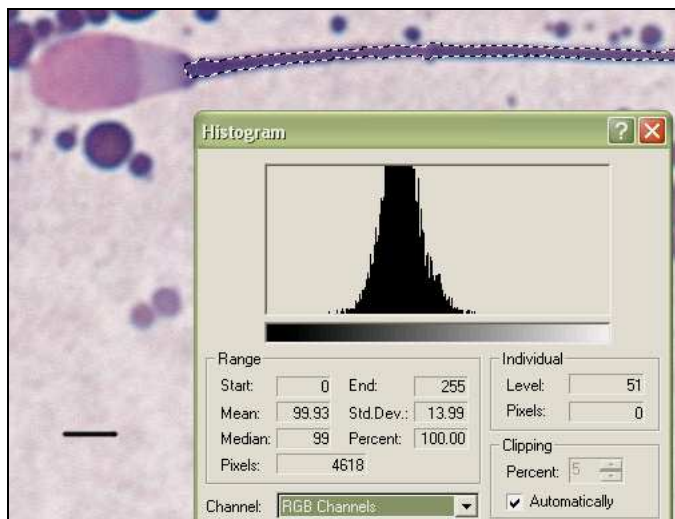 Histogram
Range
Start: 0 End: 255
Mean: 99.93 Std.Dev.: 13.99
Median: 99 Percent: 100.00
Pixels: 4618
Individual
Level: 51
Pixels: 0
Clipping
Percent: 5
Automatically
Channel: RGB Channels